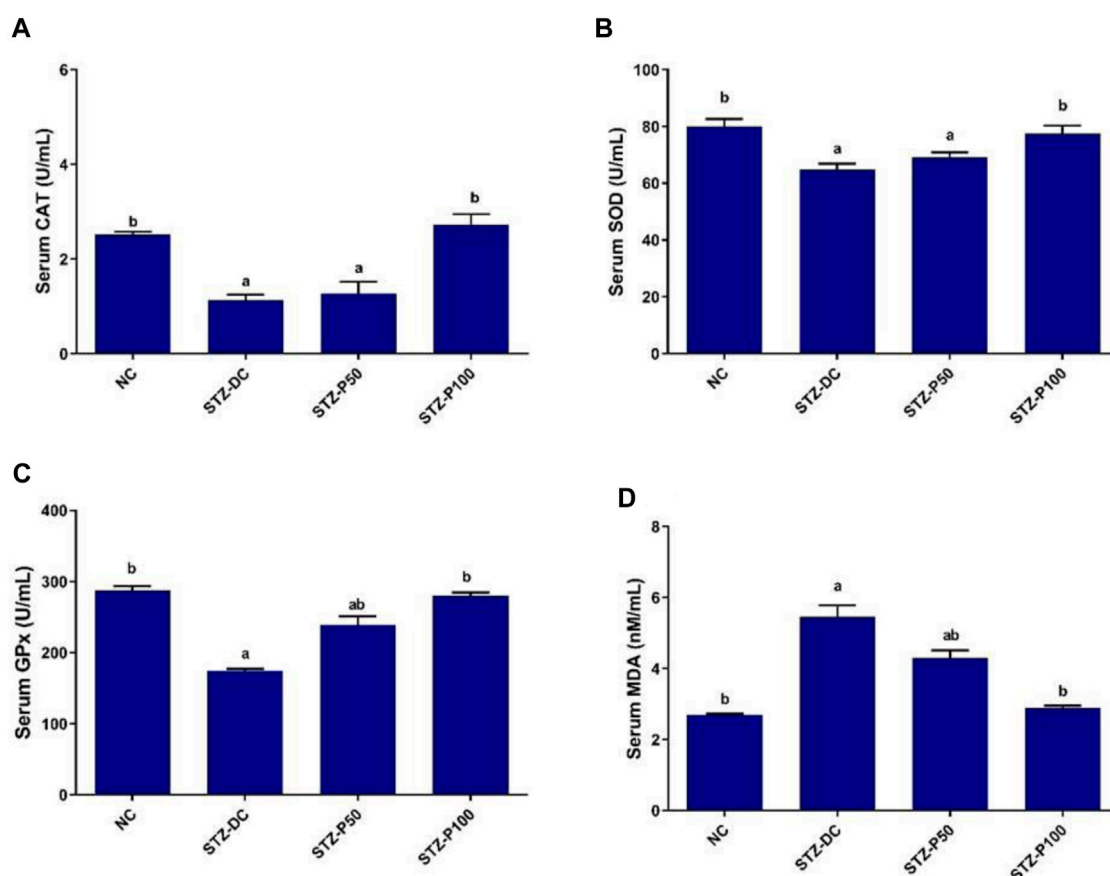 A
Serum CAT (U/mL)
6
4
2
0
b
a
a
b
NC
STZ-DC
STZ-P50
STZ-P100
B
Serum SOD (U/mL)
100
80
60
40
20
0
b
a
a
b
NC
STZ-DC
STZ-P50
STZ-P100
C
Serum GPx (U/mL)
400
300
200
100
0
b
a
ab
b
NC
STZ-DC
STZ-P50
STZ-P100
D
Serum MDA (nM/mL)
8
6
4
2
0
b
a
ab
b
NC
STZ-DC
STZ-P50
STZ-P100